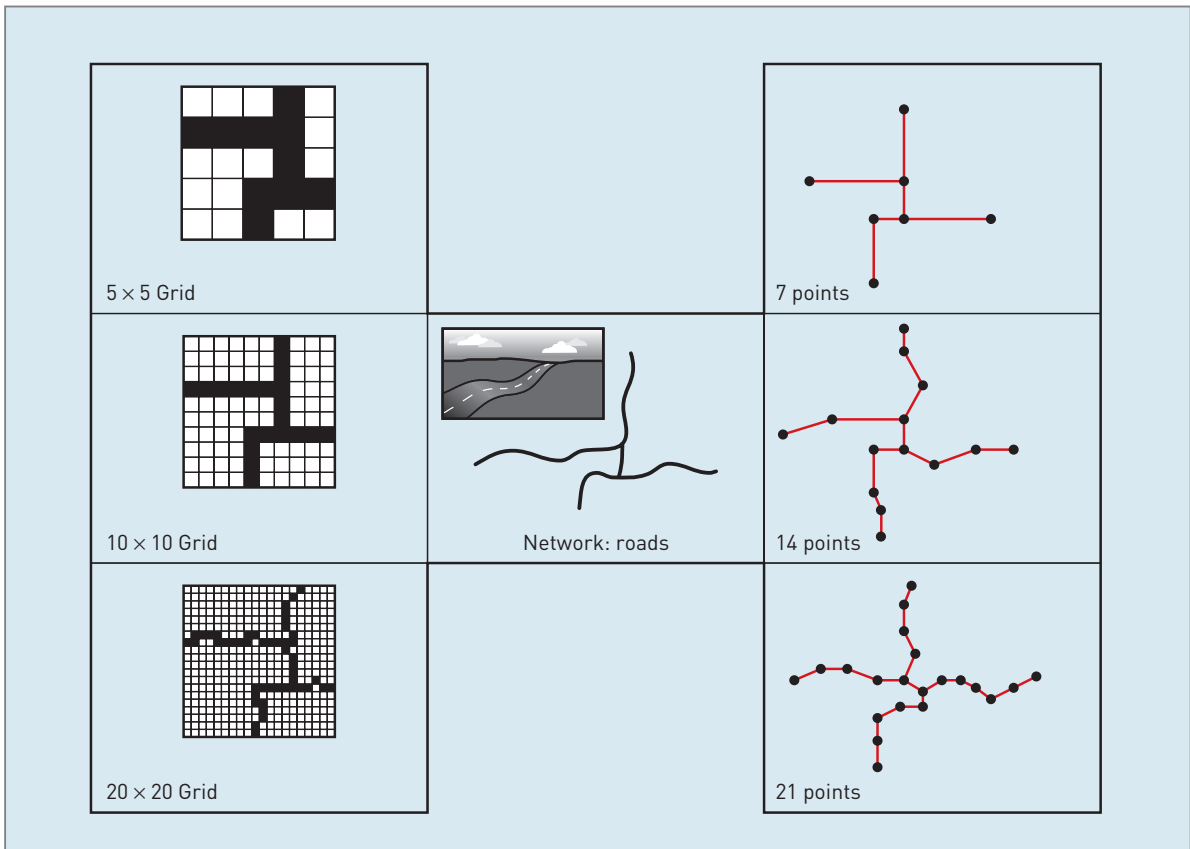 5 × 5 Grid
7 points
10 × 10 Grid
Network: roads
14 points
20 × 20 Grid
21 points